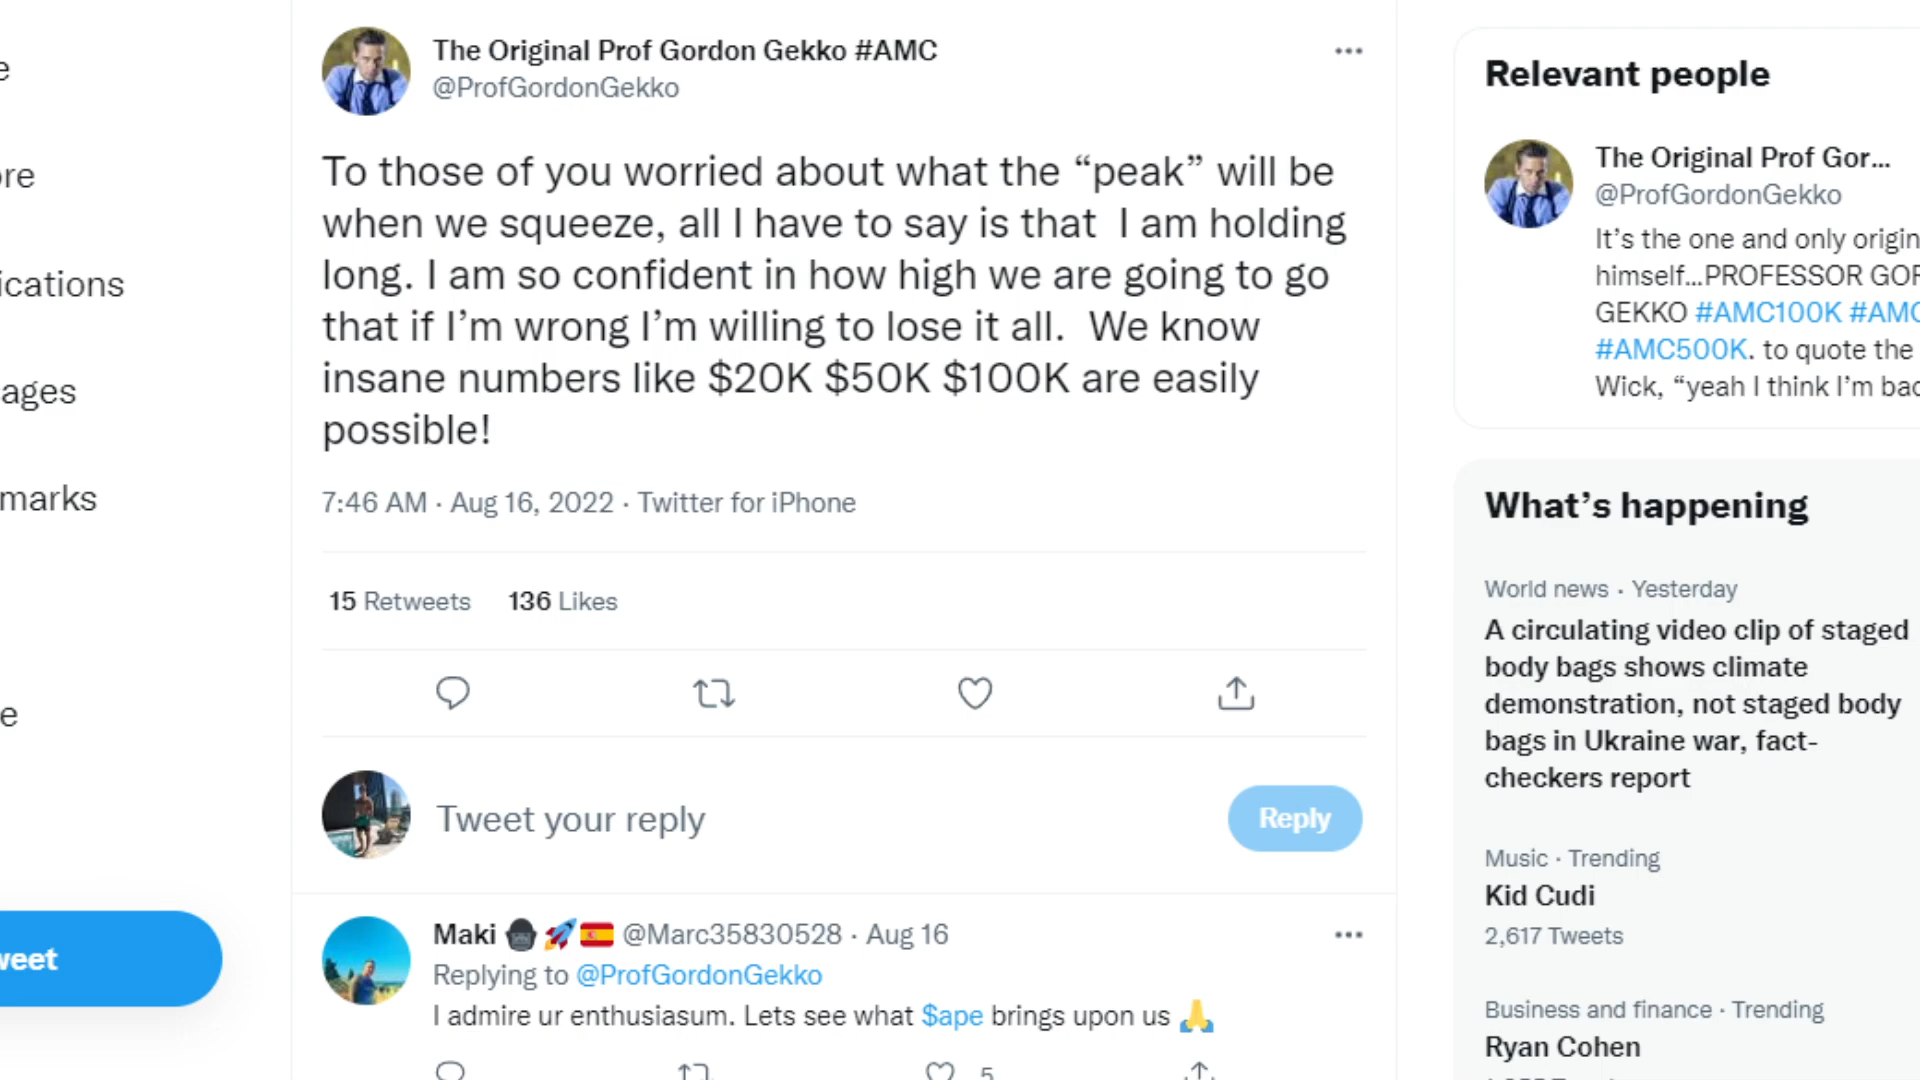 e
ore
ications
ages
marks
e
weet
The Original Prof Gordon Gekko #AMC
@ProfGordonGekko
To those of you worried about what the “peak” will be
when we squeeze, all I have to say is that  I am holding
long. I am so confident in how high we are going to go
that if I’m wrong I’m willing to lose it all.  We know
insane numbers like $20K $50K $100K are easily
possible!
7:46 AM · Aug 16, 2022 · Twitter for iPhone
15 Retweets 136 Likes
Tweet your reply
Reply
Maki @Marc35830528 · Aug 16
Replying to @ProfGordonGekko
I admire ur enthusiasum. Lets see what $ape brings upon us 🙏
5
Relevant people
The Original Prof Gor...
@ProfGordonGekko
It’s the one and only origin
himself...PROFESSOR GOR
GEKKO #AMC100K #AMC
#AMC500K. to quote the
Wick, “yeah I think I’m bac
What’s happening
World news · Yesterday
A circulating video clip of staged
body bags shows climate
demonstration, not staged body
bags in Ukraine war, fact-
checkers report
Music · Trending
Kid Cudi
2,617 Tweets
Business and finance · Trending
Ryan Cohen